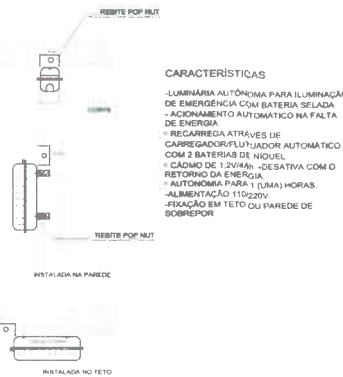 REBITE POP NUT
CARACTERÍSTICAS
-LUMINÁRIA AUTÔNOMA PARA ILUMINAÇÃO
DE EMERGÊNCIA COM BATERIA SELADA
- ACIONAMENTO AUTOMÁTICO NA FALTA
DE ENERGIA
- RECARREGA ATRAVÉS DE
CARREGADOR/FLUTUADOR AUTOMÁTICO
COM 2 BATERIAS DE NÍQUEL
- CÁDMO DE 1,2V/4Ah -DESATIVA COM O
RETORNO DA ENERGIA.
- AUTONOMIA PARA 1 (UMA) HORAS.
-ALIMENTAÇÃO 110/220V
-FIXAÇÃO EM TETO OU PAREDE DE
SOBREPOR
REBITE POP NUT
INSTALADA NA PAREDE
INSTALADA NO TETO